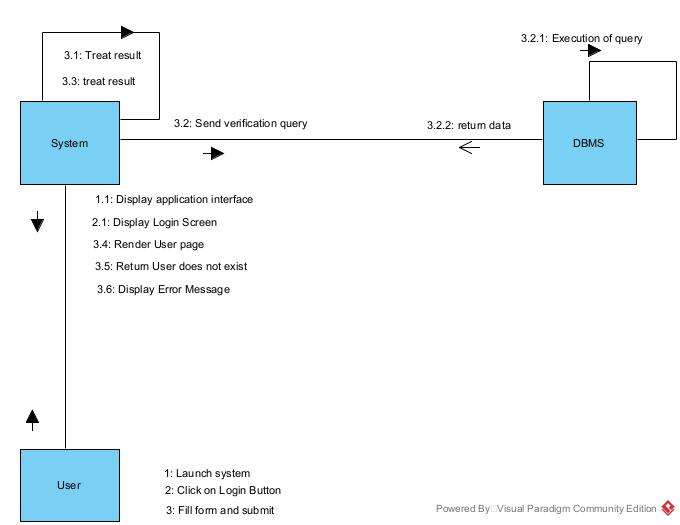 3.2.1: Execution of query
3.1: Treat result
3.3: treat result
3.2: Send verification query
3.2.2: return data
System
DBMS
1.1: Display application interface
2.1: Display Login Screen
3.4: Render User page
3.5: Return User does not exist
3.6: Display Error Message
User
1: Launch system
2: Click on Login Button
3: Fill form and submit
Powered By Visual Paradigm Community Edition